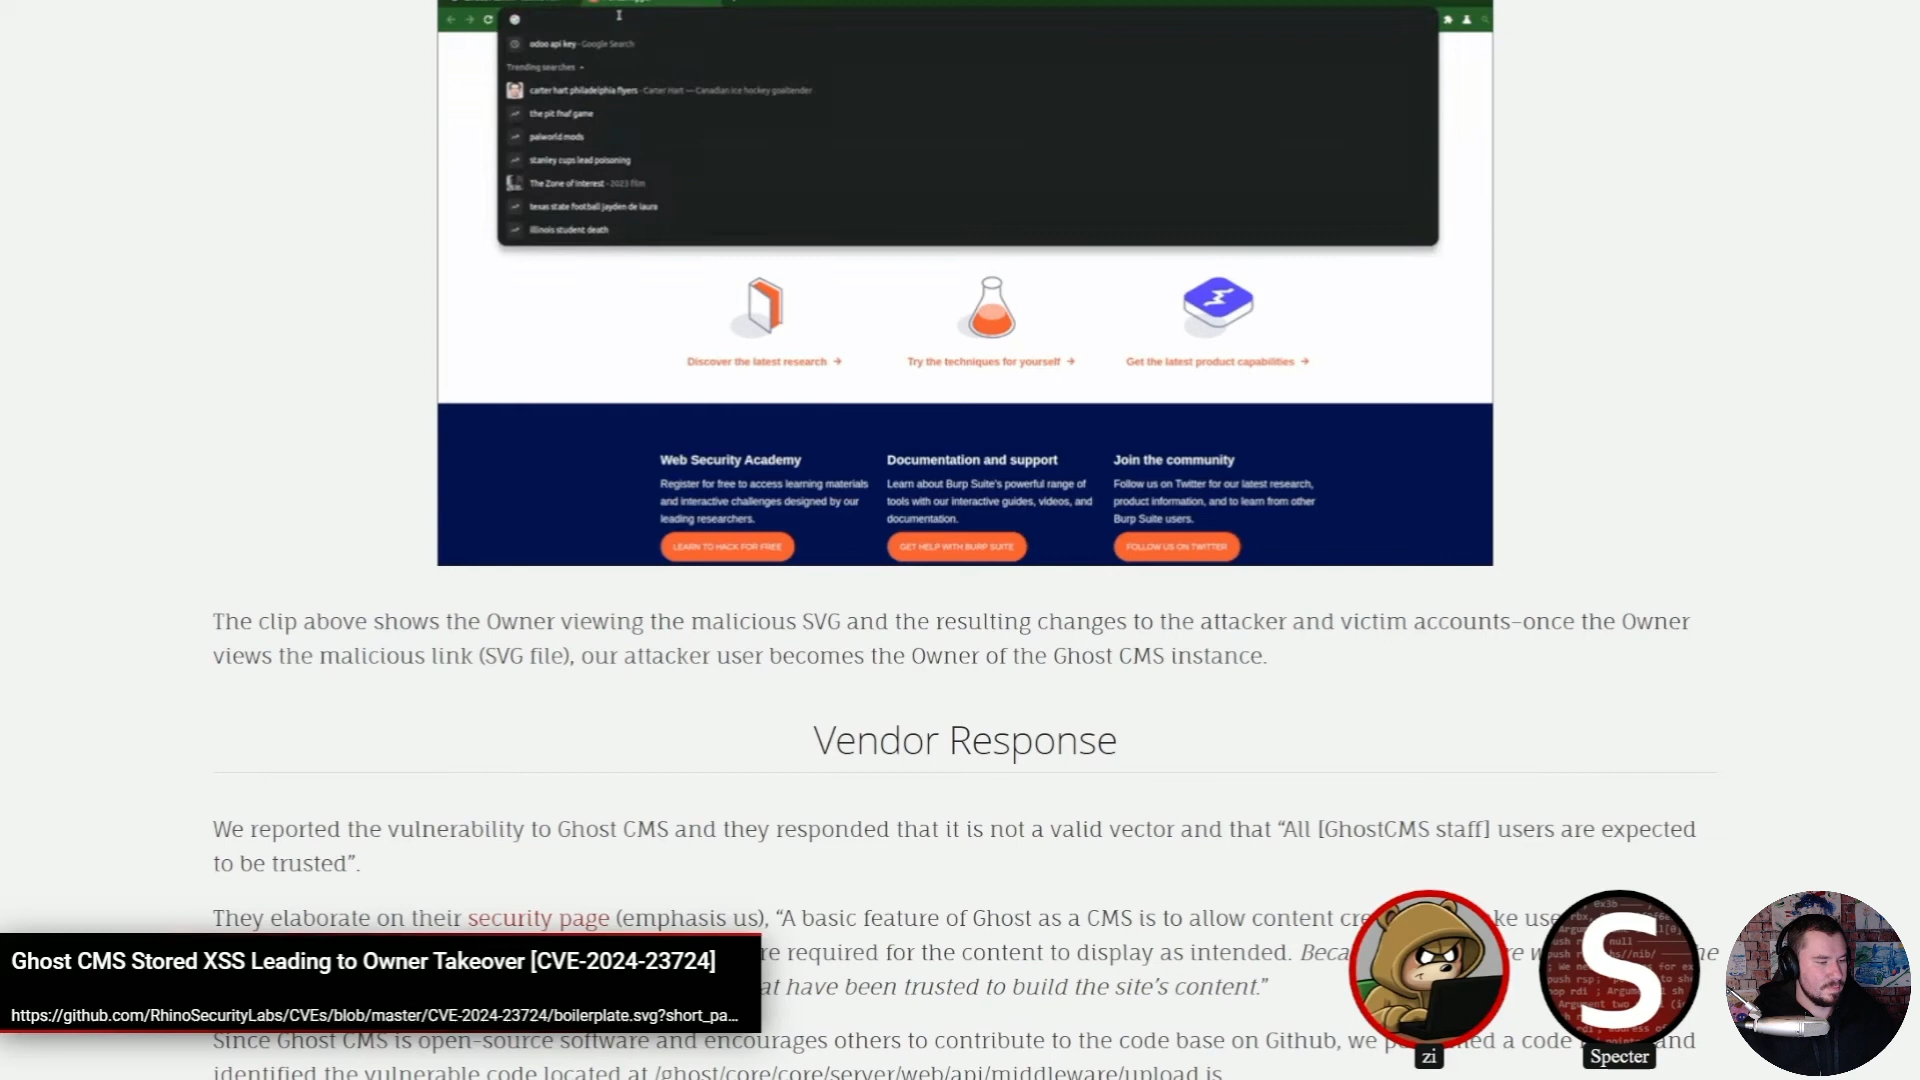 odoo api key - Google Search
Trending searches
carter hart philadelphia flyers - Carter Hart — Canadian ice hockey goaltender
the pit fnaf game
palworld mods
stanley cups lead poisoning
The Zone of Interest - 2023 film
texas state football jayden de laura
illinois student death
Discover the latest research →
Try the techniques for yourself →
Get the latest product capabilities →
Web Security Academy
Register for free to access learning materials
and interactive challenges designed by our
leading researchers.
LEARN TO HACK FOR FREE
Documentation and support
Learn about Burp Suite's powerful range of
tools with our interactive guides, videos, and
documentation.
GET HELP WITH BURP SUITE
Join the community
Follow us on Twitter for our latest research,
product information, and to learn from other
Burp Suite users.
FOLLOW US ON TWITTER
The clip above shows the Owner viewing the malicious SVG and the resulting changes to the attacker and victim accounts–once the Owner
views the malicious link (SVG file), our attacker user becomes the Owner of the Ghost CMS instance.
Vendor Response
We reported the vulnerability to Ghost CMS and they responded that it is not a valid vector and that “All [GhostCMS staff] users are expected
to be trusted”.
They elaborate on their security page (emphasis us), “A basic feature of Ghost as a CMS is to allow content
required for the content to display as intended.
have been trusted to build the site’s content.”
Since Ghost CMS is open-source software and encourages others to contribute to the code base on Github, we a code and
identified the vulnerable code located at /ghost/core/core/server/web/api/middleware/upload.js
Ghost CMS Stored XSS Leading to Owner Takeover [CVE-2024-23724]
https://github.com/RhinoSecurityLabs/CVEs/blob/master/CVE-2024-23724/boilerplate.svg?short_pa...
zi
S
Specter